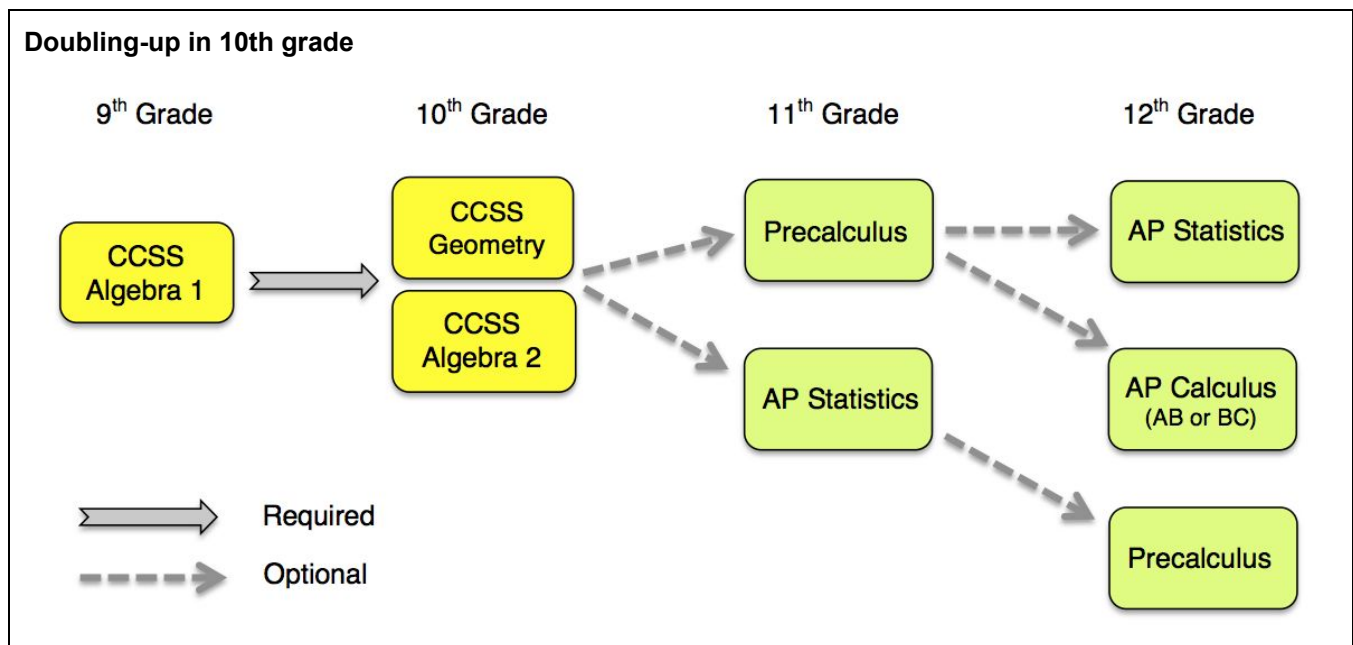 Doubling-up in 10th grade
9th Grade
10th Grade
11th Grade
12th Grade
CCSS
Algebra 1
CCSS
Geometry
CCSS
Algebra 2
Precalculus
AP Statistics
AP Statistics
AP Calculus
(AB or BC)
Precalculus
Required
Optional